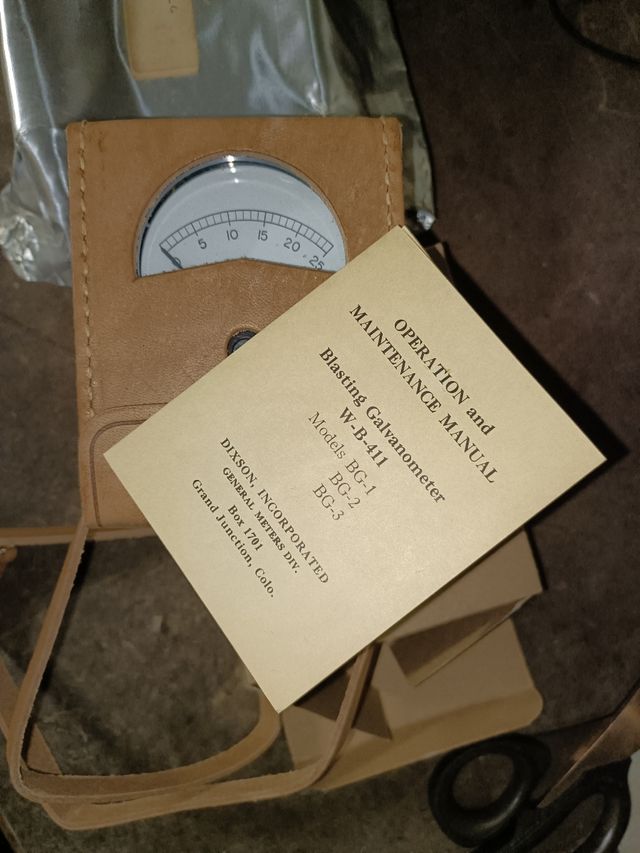 0 5 10 15 20 25
OPERATION and
MAINTENANCE MANUAL
Blasting Galvanometer
W-B-411
Models BG-1
BG-2
BG-3
DIXSON, INCORPORATED
GENERAL METERS DIV.
Box 1701
Grand Junction, Colo.